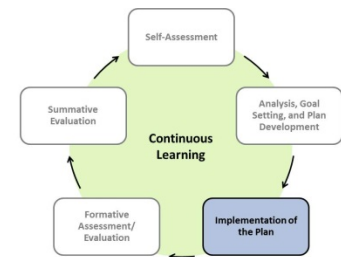 Self-Assessment
Analysis, Goal
Setting, and Plan
Development
Implementation of
the Plan
Formative
Assessment/
Evaluation
Summative
Evaluation
Continuous
Learning